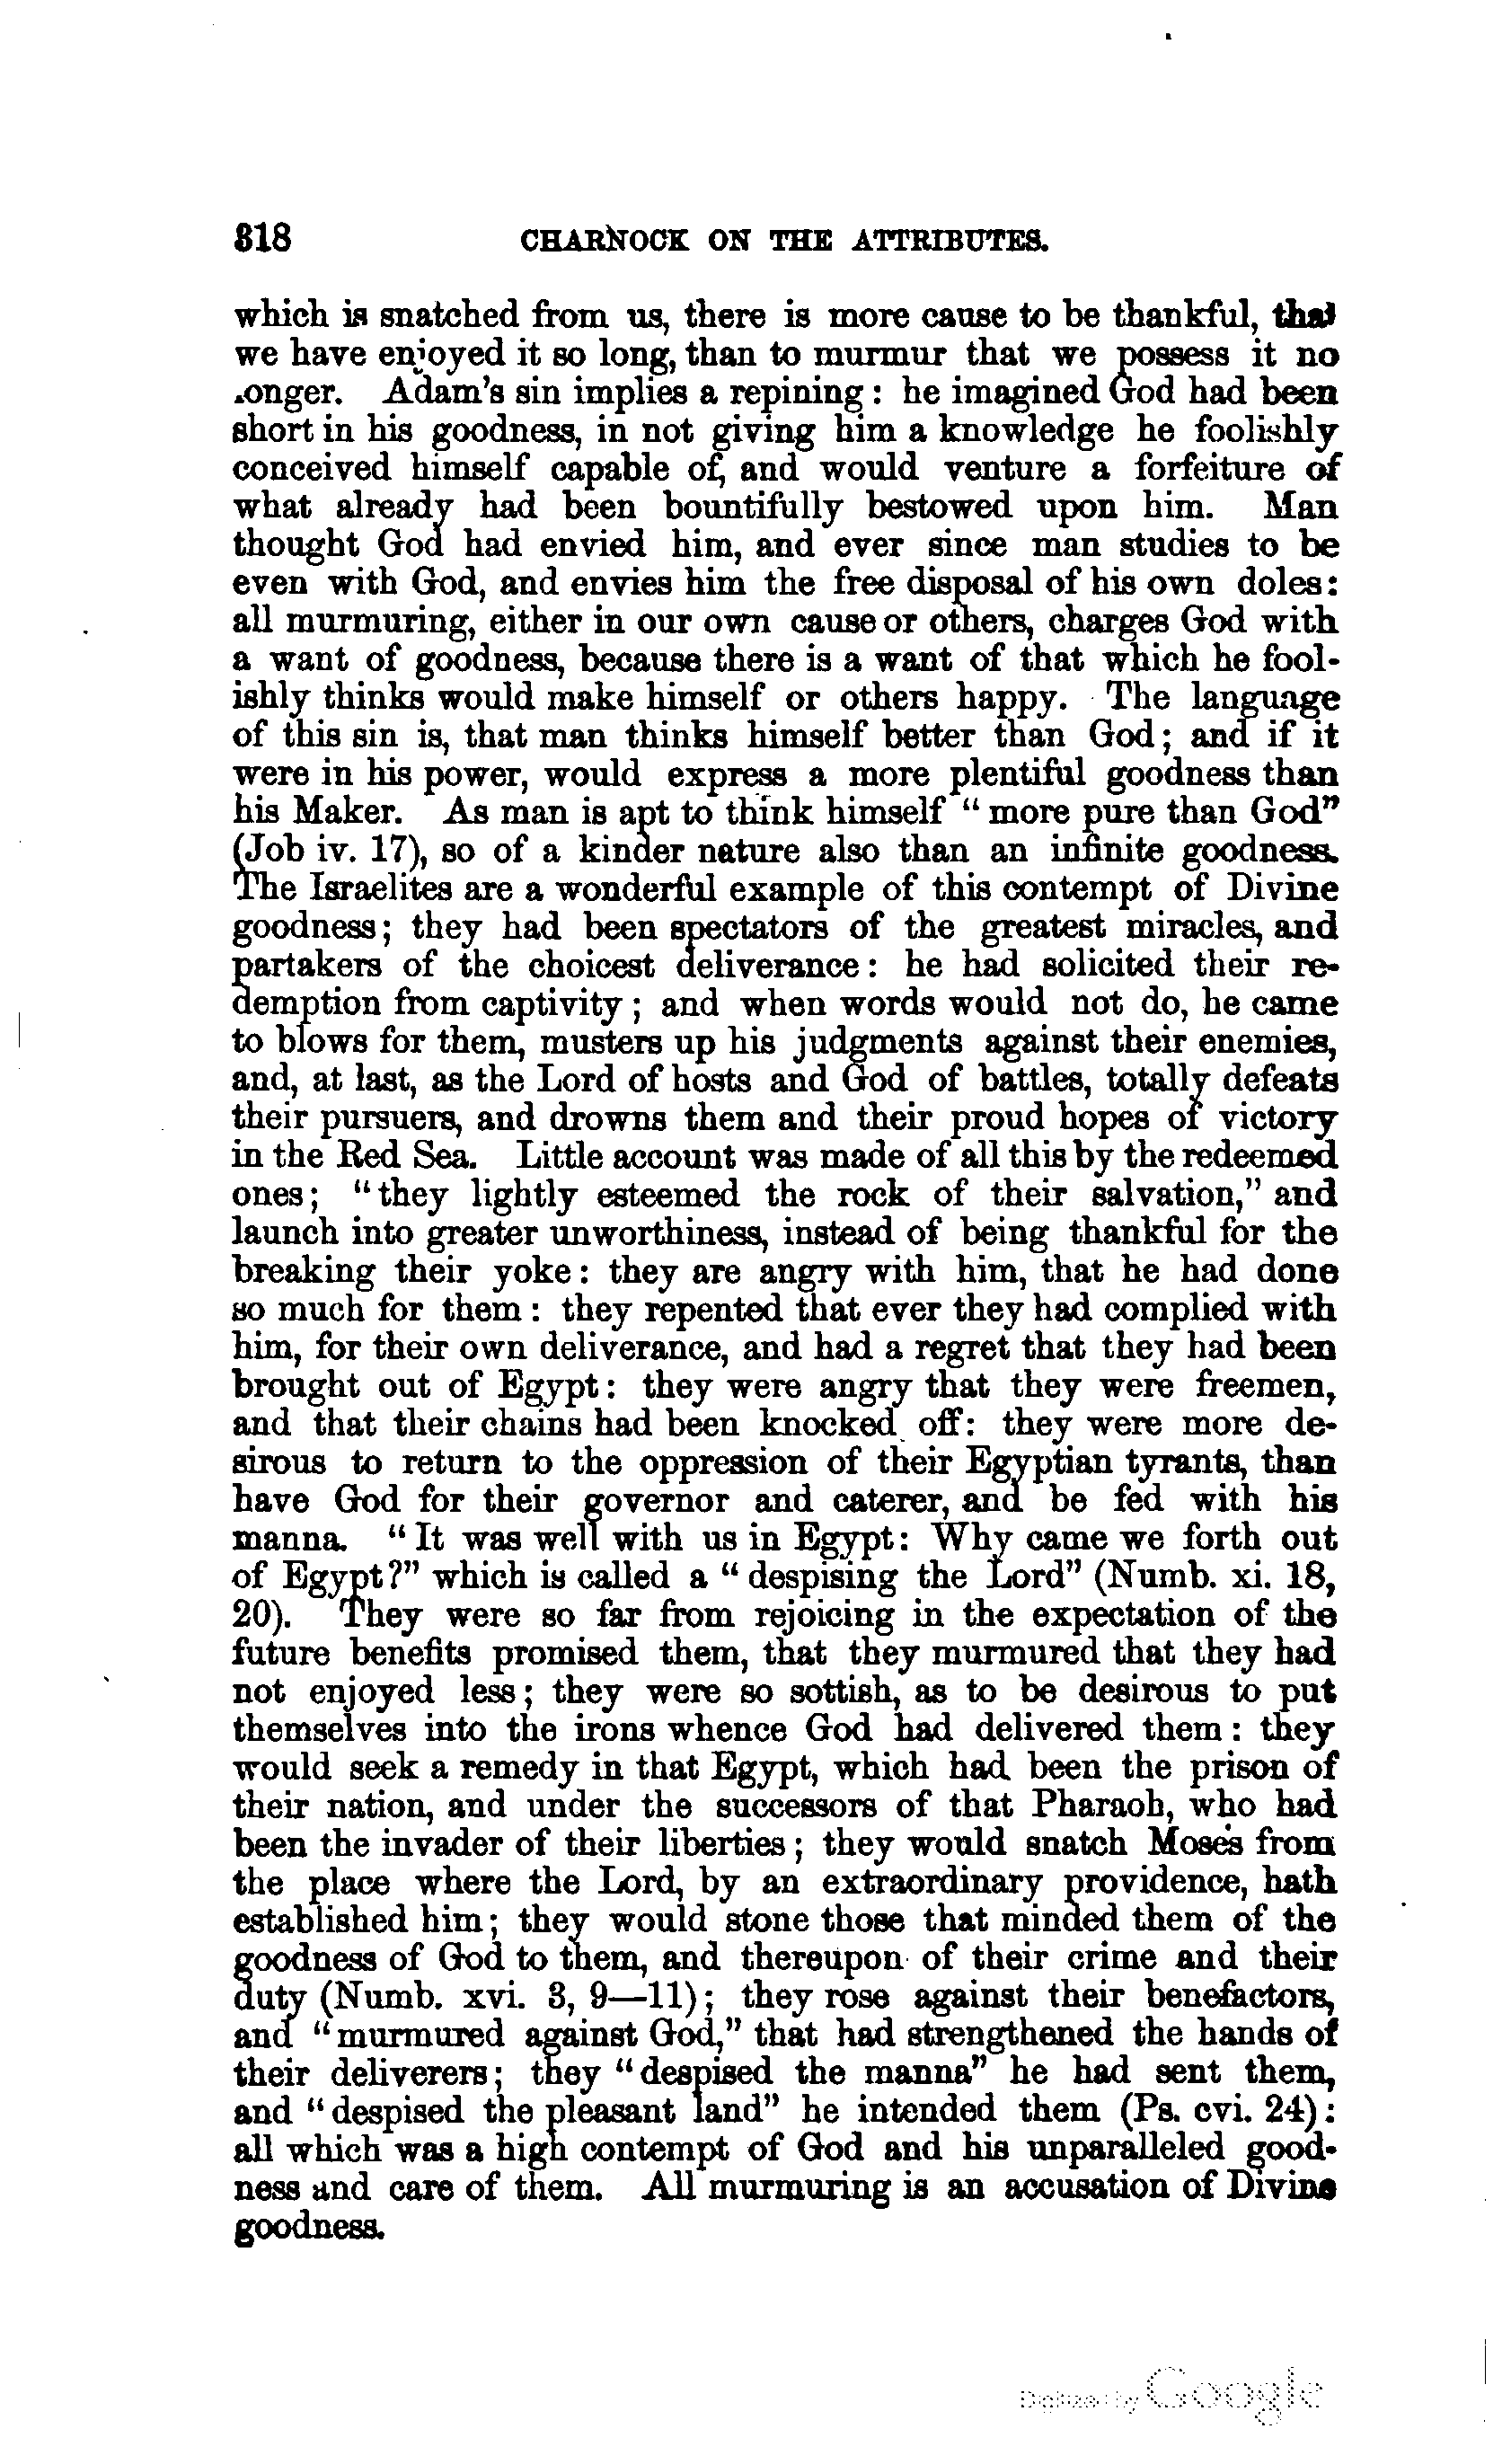 318 CHARNOCK ON THE ATTRIBUTES.
which is snatched from us, there is more cause to be thankful, that
we have enjoyed it so long, than to murmur that we possess it no
.onger. Adam's sin implies a repining: he imagined God had been
short in his goodness, in not giving him a knowledge he foolishly
conceived himself capable of, and would venture a forfeiture of
what already had been bountifully bestowed upon him. Man
thought God had envied him, and ever since man studies to be
even with God, and envies him the free disposal of his own doles:
all murmuring, either in our own cause or others, charges God with
a want of goodness, because there is a want of that which he fool-
ishly thinks would make himself or others happy. The language
of this sin is, that man thinks himself better than God; and if it
were in his power, would express a more plentiful goodness than
his Maker. As man is apt to think himself "more pure than God"
(Job iv. 17), so of a kinder nature also than an infinite goodness.
The Israelites are a wonderful example of this contempt of Divine
goodness; they had been spectators of the greatest miracles, and
partakers of the choicest deliverance: he had solicited their re-
demption from captivity; and when words would not do, he came
to blows for them, musters up his judgments against their enemies,
and, at last, as the Lord of hosts and God of battles, totally defeats
their pursuers, and drowns them and their proud hopes of victory
in the Red Sea. Little account was made of all this by the redeemed
ones; "they lightly esteemed the rock of their salvation," and
launch into greater unworthiness, instead of being thankful for the
breaking their yoke: they are angry with him, that he had done
so much for them: they repented that ever they had complied with
him, for their own deliverance, and had a regret that they had been
brought out of Egypt: they were angry that they were freemen,
and that their chains had been knocked off: they were more de-
sirous to return to the oppression of their Egyptian tyrants, than
have God for their governor and caterer, and be fed with his
manna. "It was well with us in Egypt: Why came we forth out
of Egypt?" which is called a "despising the Lord" (Numb. xi. 18,
20). They were so far from rejoicing in the expectation of the
future benefits promised them, that they murmured that they had
not enjoyed less; they were so sottish, as to be desirous to put
themselves into the irons whence God had delivered them: they
would seek a remedy in that Egypt, which had been the prison of
their nation, and under the successors of that Pharaoh, who had
been the invader of their liberties; they would snatch Moses from
the place where the Lord, by an extraordinary providence, hath
established him; they would stone those that minded them of the
goodness of God to them, and thereupon of their crime and their
duty (Numb. xvi. 3, 9—11); they rose against their benefactors,
and "murmured against God," that had strengthened the hands of
their deliverers; they "despised the manna" he had sent them,
and "despised the pleasant land" he intended them (Ps. cvi. 24):
all which was a high contempt of God and his unparalleled good-
ness and care of them. All murmuring is an accusation of Divine
goodness.
Digitized by Google